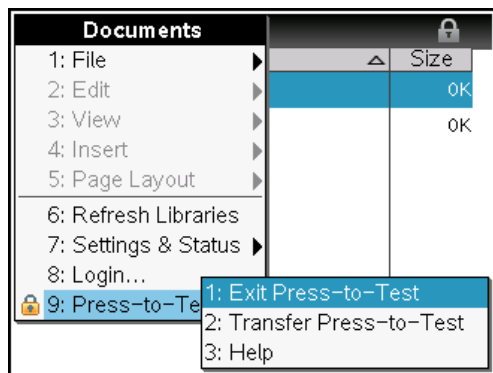 Documents
1: File
2: Edit
3: View
4: Insert
5: Page Layout
6: Refresh Libraries
7: Settings & Status
8: Login...
9: Press-to-Te
Size
0K
0K
1: Exit Press-to-Test
2: Transfer Press-to-Test
3: Help